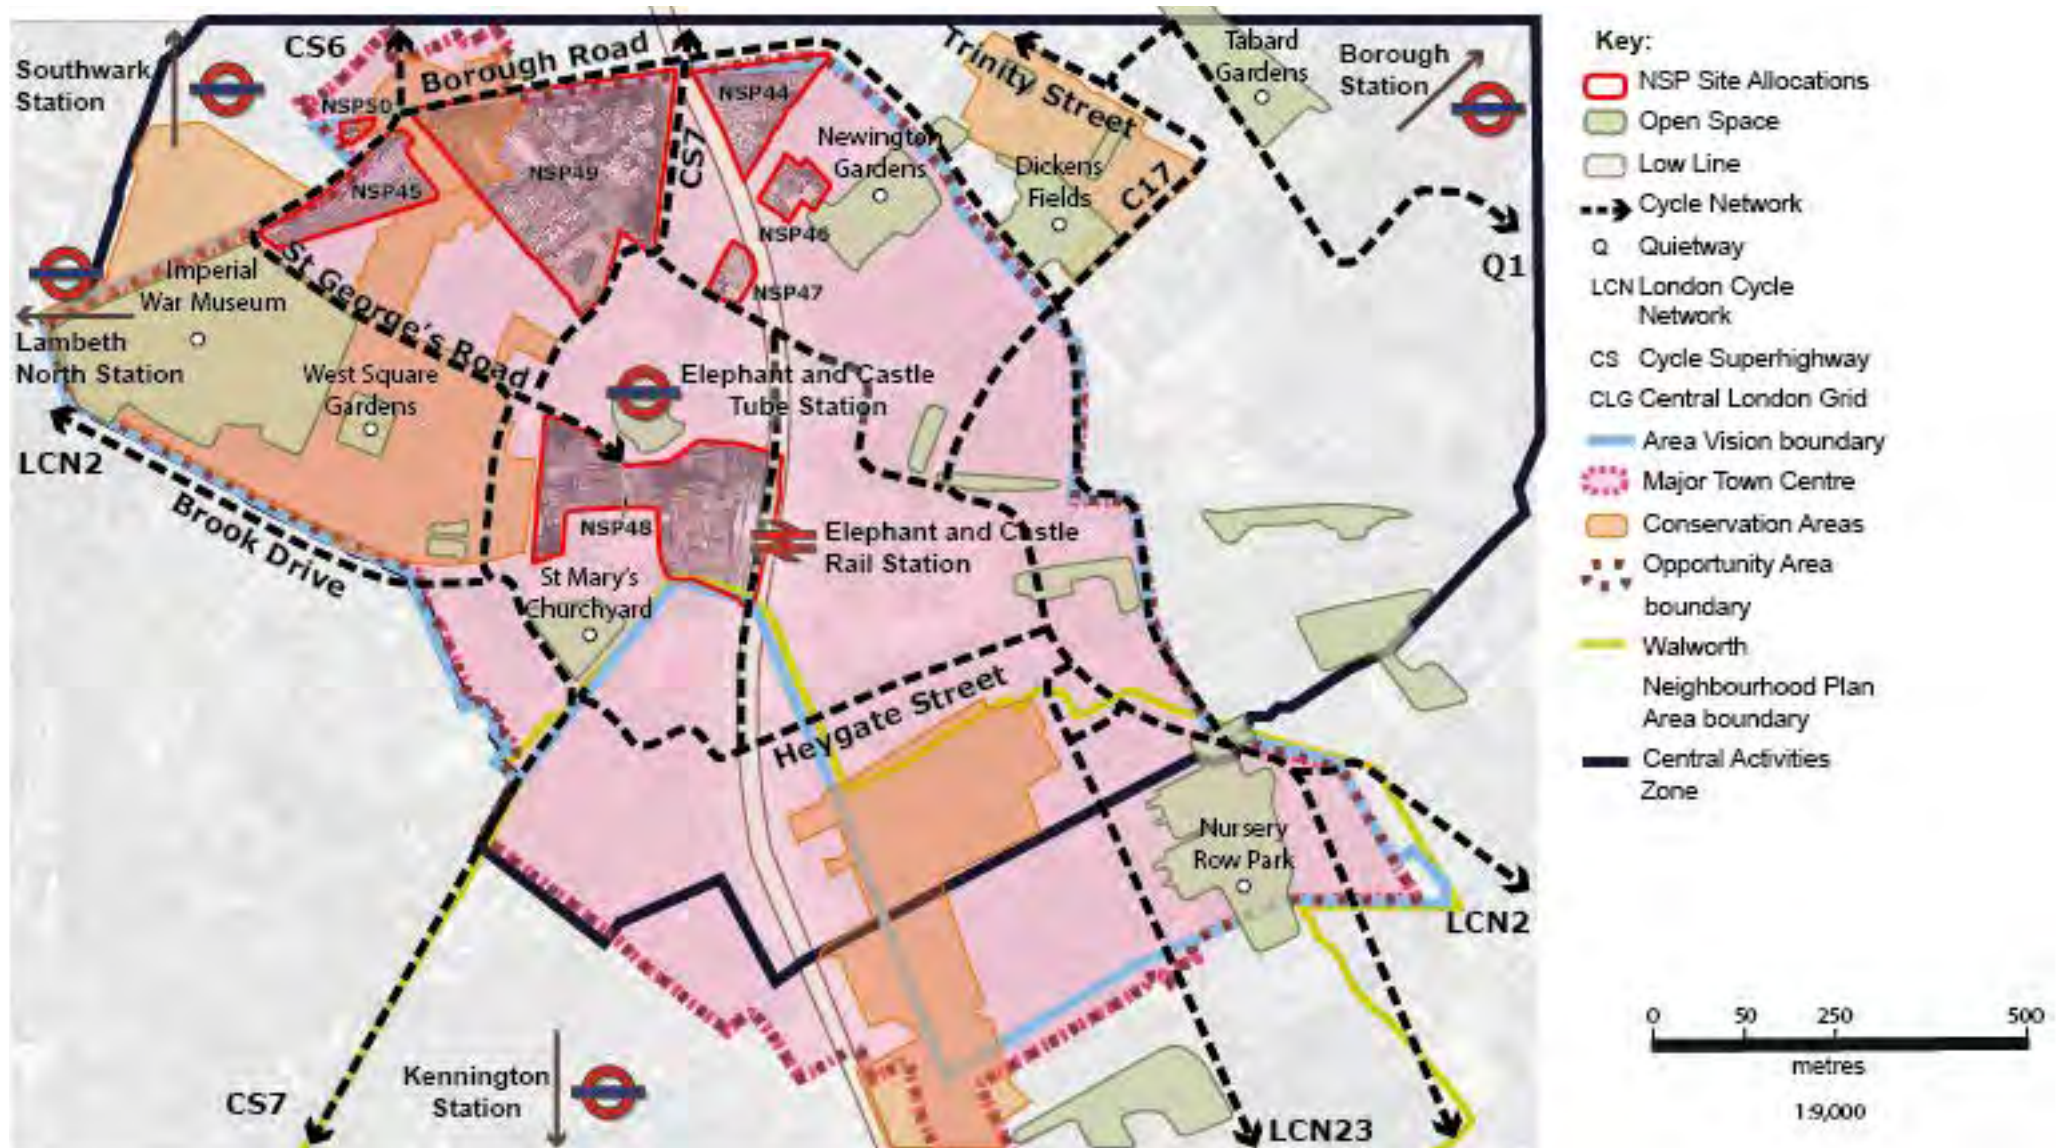 CS6
Borough Road
Trinity Street
Tabard
Gardens
Borough
Station
Southwark
Station
NSP50
NSP44
CS7
Newington
Gardens
Dickens
Fields
C17
NSP45
NSP49
NSP46
NSP47
Q1
Imperial
War Museum
St George's Road
Lambeth
North Station
West Square
Gardens
Elephant and Castle
Tube Station
LCN2
Brook Drive
NSP48
Elephant and Castle
Rail Station
St Mary's
Churchyard
Heygate Street
Nursery
Row Park
LCN2
Kennington
Station
CS7
LCN23
Key:
NSP Site Allocations
Open Space
Low Line
Cycle Network
Q Quietway
LCN London Cycle
Network
CS Cycle Superhighway
CLG Central London Grid
Area Vision boundary
Major Town Centre
Conservation Areas
Opportunity Area
boundary
Walworth
Neighbourhood Plan
Area boundary
Central Activities
Zone
0 50 250 500
metres
1:9,000